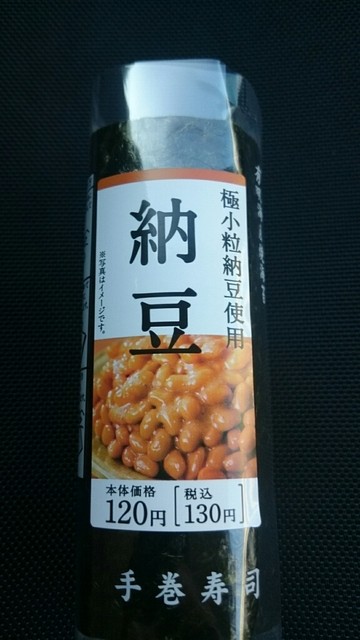 極小粒納豆使用
納豆
※写真はイメージです。
本体価格
120円
税込
[130円]
手巻寿司